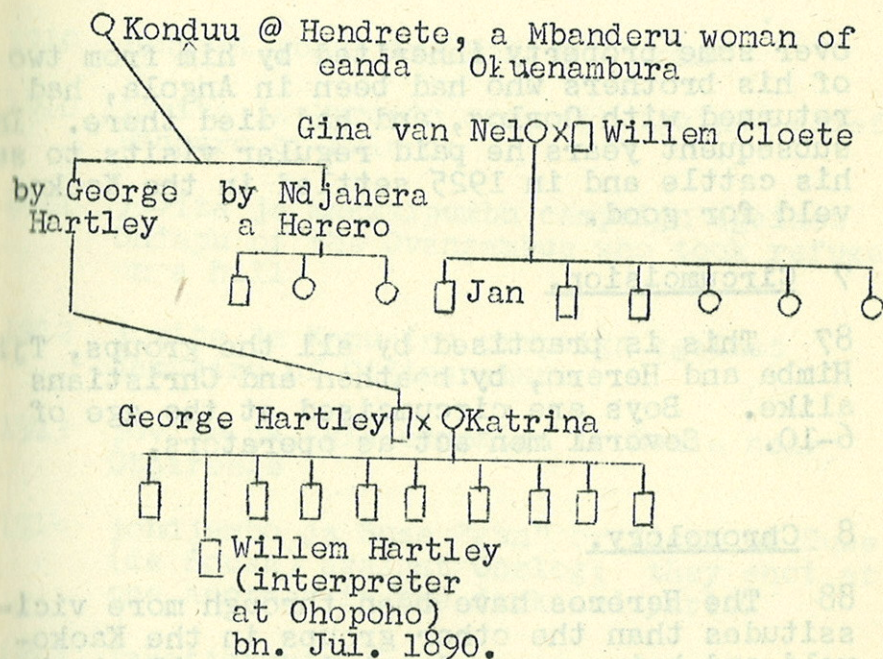 Konduu @ Hendrete, a Mbanderu woman of
eanda Okuenambura
Gina van Nel x Willem Cloete
by George by Ndjahera
Hartley a Herero
Jan
George Hartley x Katrina
Willem Hartley
(interpreter
at Ohopoho)
bn. Jul. 1890.